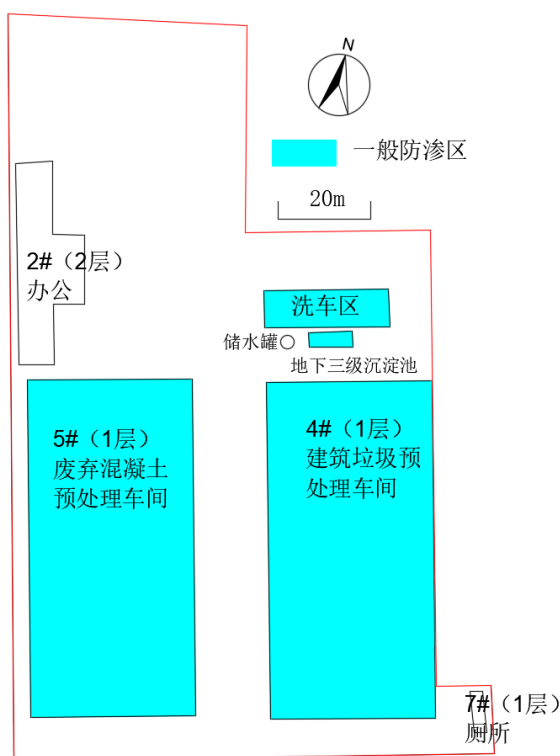 N
一般防渗区
20m
2#（2层）
办公
洗车区
储水罐
地下三级沉淀池
5#（1层）
废弃混凝土
预处理车间
4#（1层）
建筑垃圾预
处理车间
7#（1层）
厕所